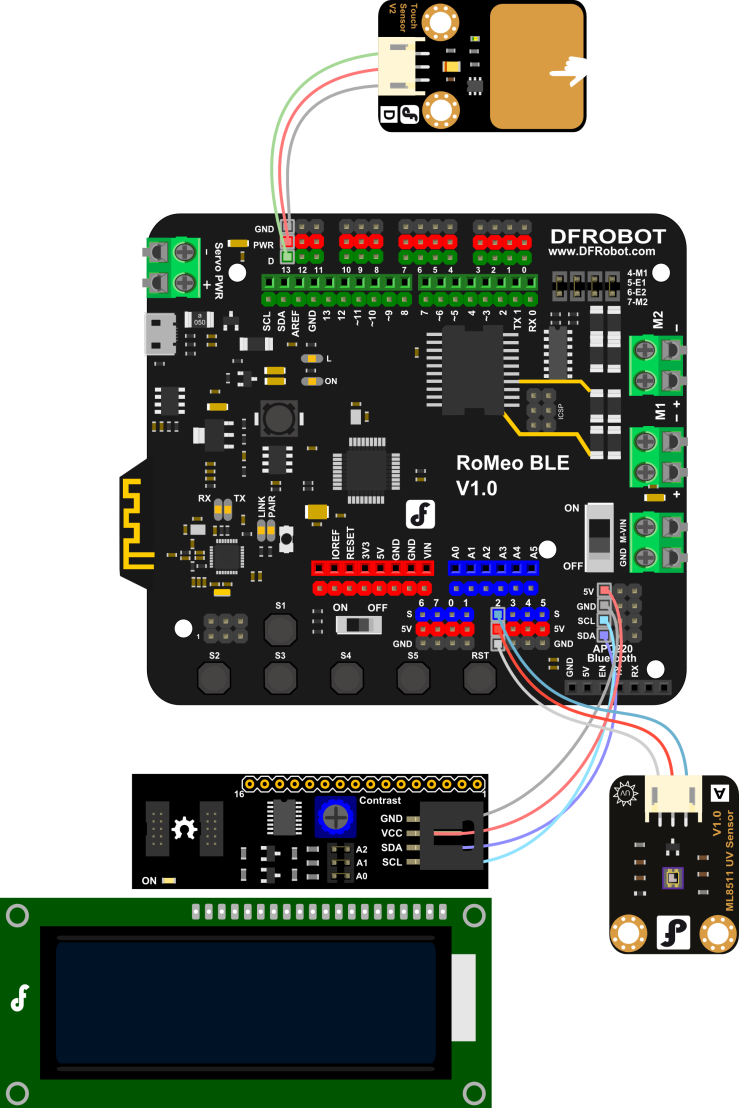 Touch
Sensor
V2
D
GND
PWR
D
13 12 11 10 9 8 7 6 5 4 3 2 1 0
DFROBOT
www.DFRobot.com
Servo PWR
-
+
SCL
SDA
AREF
GND
13
12
~11
~10
~9
8
7
~6
~5
4
~3
2
TX 1
RX 0
4-M1
5-E1
6-E2
7-M2
M2
-
+
M1
-
+
a
050
L
ON
ICSP
RoMeo BLE
V1.0
RX TX
LINK
PAIR
IOREF
RESET
3V3
5V
GND
GND
VIN
A0
A1
A2
A3
A4
A5
ON
OFF
M-VIN
GND
6 7 0 1
S
5V
GND
2 3 4 5
S
5V
GND
5V
GND
SCL
SDA
APC220
Bluetooth
GND
5V
EN
TX
RX
1
S1
ON OFF
S2
S3
S4
S5
RST
16
1
Contrast
GND
VCC
SDA
SCL
A2
A1
A0
ON
UV
A
V1.0
ML8511 UV Sensor